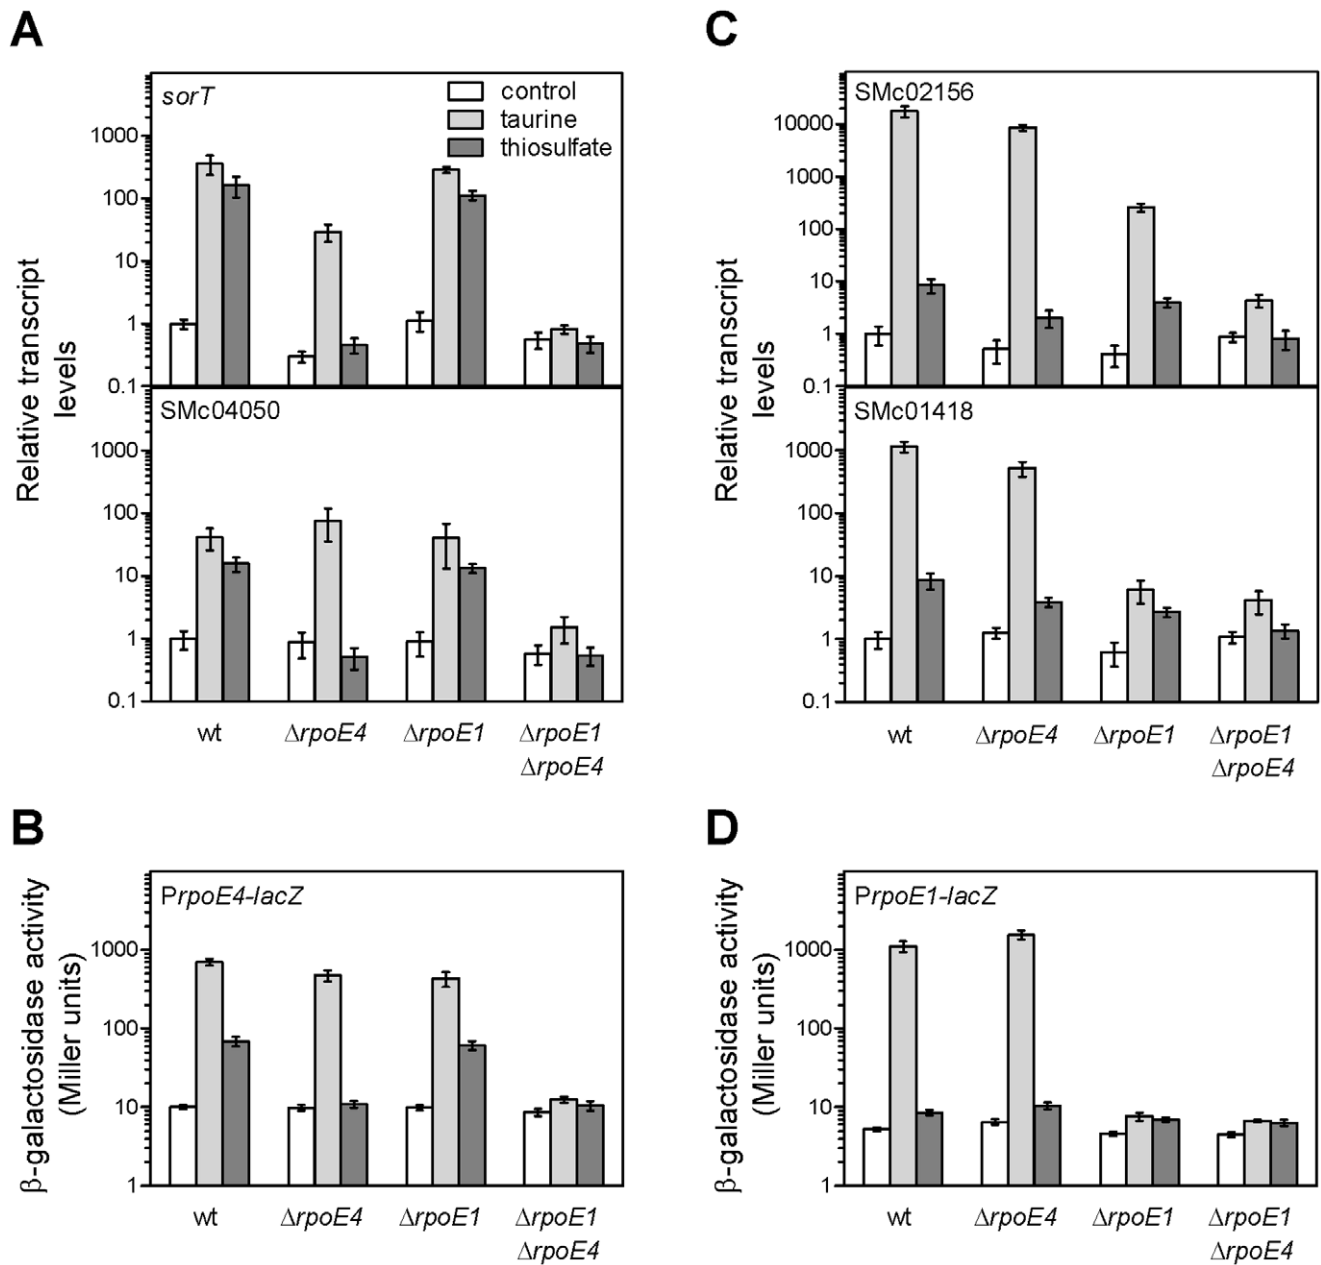 A
sorT
control
taurine
thiosulfate
1000
100
10
1
0.1
Relative transcript
levels
SMc04050
1000
100
10
1
0.1
wt
ΔrpoE4
ΔrpoE1
ΔrpoE1
ΔrpoE4
C
SMc02156
10000
1000
100
10
1
0.1
Relative transcript
levels
SMc01418
1000
100
10
1
0.1
wt
ΔrpoE4
ΔrpoE1
ΔrpoE1
ΔrpoE4
B
PrpoE4-lacZ
1000
100
10
1
β-galactosidase activity
(Miller units)
wt
ΔrpoE4
ΔrpoE1
ΔrpoE1
ΔrpoE4
D
PrpoE1-lacZ
1000
100
10
1
β-galactosidase activity
(Miller units)
wt
ΔrpoE4
ΔrpoE1
ΔrpoE1
ΔrpoE4